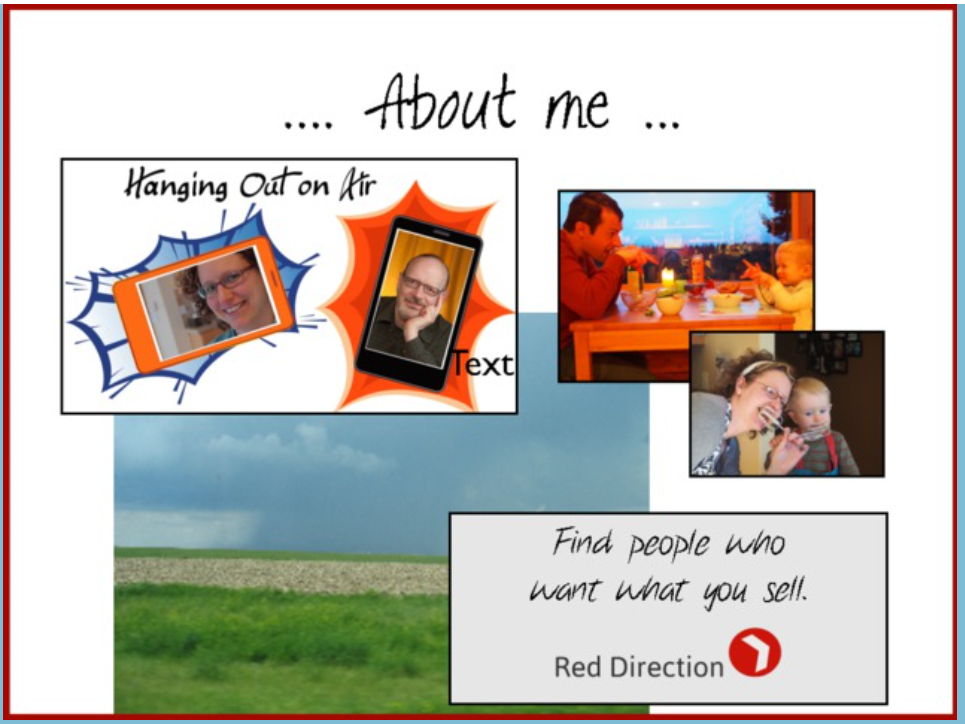 .... About me ...
Hanging Out on Air
Text
Find people who
want what you sell.
Red Direction